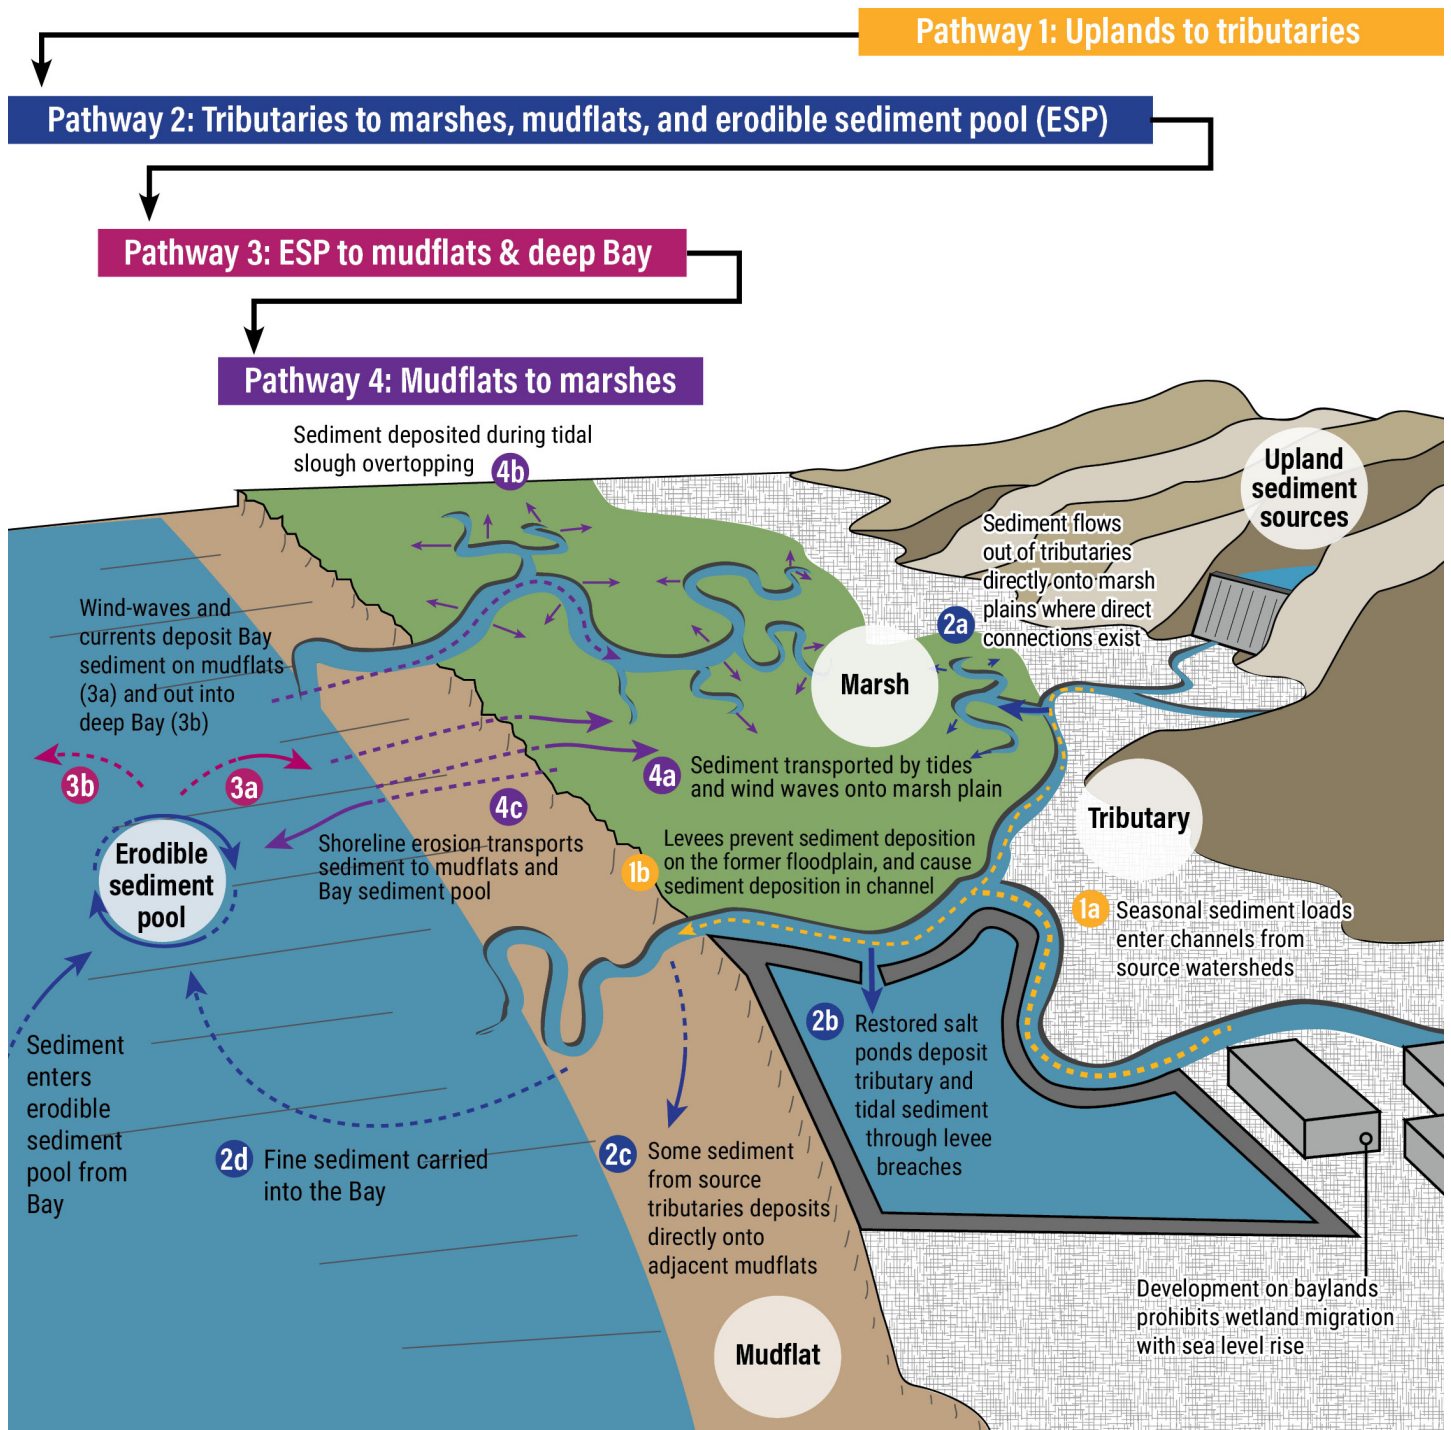 Pathway 1: Uplands to tributaries
Pathway 2: Tributaries to marshes, mudflats, and erodible sediment pool (ESP)
Pathway 3: ESP to mudflats & deep Bay
Pathway 4: Mudflats to marshes
Sediment deposited during tidal
slough overtopping
4b
Upland
sediment
sources
Sediment flows
out of tributaries
directly onto marsh
plains where direct
connections exist
2a
Wind-waves and
currents deposit Bay
sediment on mudflats
(3a) and out into
deep Bay (3b)
Marsh
3b
3a
4a
Sediment transported by tides
and wind waves onto marsh plain
4c
Shoreline erosion transports
sediment to mudflats and
Bay sediment pool
Tributary
Erodible
sediment
pool
1b
Levees prevent sediment deposition
on the former floodplain, and cause
sediment deposition in channel
1a
Seasonal sediment loads
enter channels from
source watersheds
2b
Restored salt
ponds deposit
tributary and
tidal sediment
through levee
breaches
Sediment
enters
erodible
sediment
pool from
Bay
2d
Fine sediment carried
into the Bay
2c
Some sediment
from source
tributaries deposits
directly onto
adjacent mudflats
Mudflat
Development on baylands
prohibits wetland migration
with sea level rise